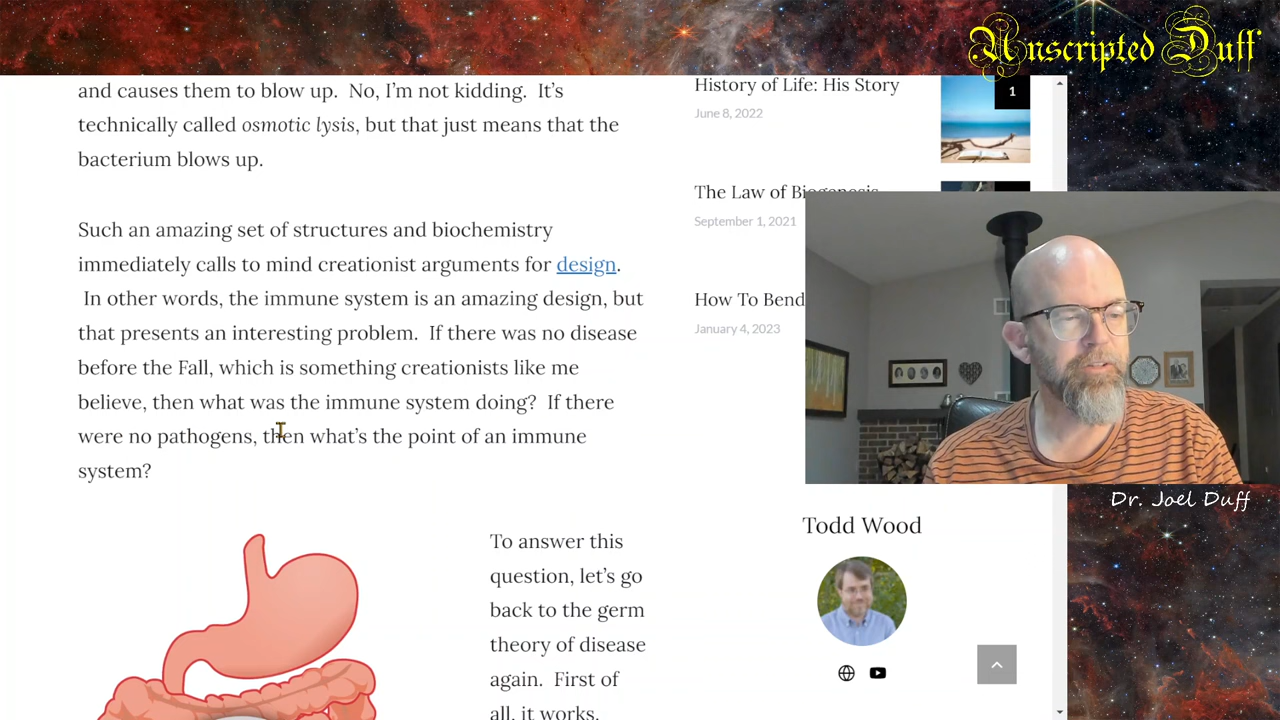 Unscripted Duff
and causes them to blow up.  No, I'm not kidding.  It's
technically called osmotic lysis, but that just means that the
bacterium blows up.
Such an amazing set of structures and biochemistry
immediately calls to mind creationist arguments for design.
In other words, the immune system is an amazing design, but
that presents an interesting problem.  If there was no disease
before the Fall, which is something creationists like me
believe, then what was the immune system doing?  If there
were no pathogens, then what's the point of an immune
system?
To answer this
question, let's go
back to the germ
theory of disease
again.  First of
all, it works.
History of Life: His Story
June 8, 2022
1
The Law of Biogenesis
September 1, 2021
How To Bend
January 4, 2023
Dr. Joel Duff
Todd Wood